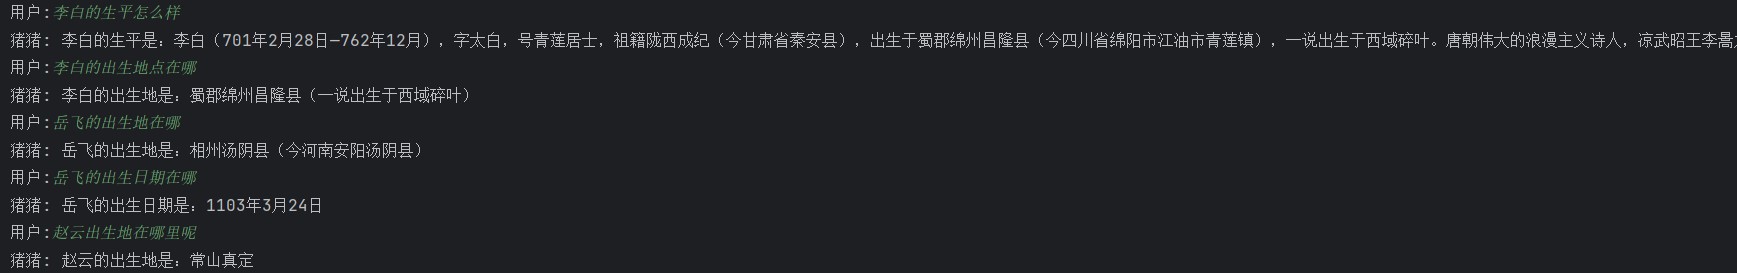 用户:李白的生平怎么样
猪猪: 李白的生平是：李白（701年2月28日—762年12月），字太白，号青莲居士，祖籍陇西成纪（今甘肃省秦安县），出生于蜀郡绵州昌隆县（今四川省绵阳市江油市青莲镇），一说出生于西域碎叶。唐朝伟大的浪漫主义诗人，凉武昭王李暠
用户:李白的出生地点在哪
猪猪: 李白的出生地是：蜀郡绵州昌隆县（一说出生于西域碎叶）
用户:岳飞的出生地在哪
猪猪: 岳飞的出生地是：相州汤阴县（今河南安阳汤阴县）
用户:岳飞的出生日期在哪
猪猪: 岳飞的出生日期是：1103年3月24日
用户:赵云出生地在哪里呢
猪猪: 赵云的出生地是：常山真定